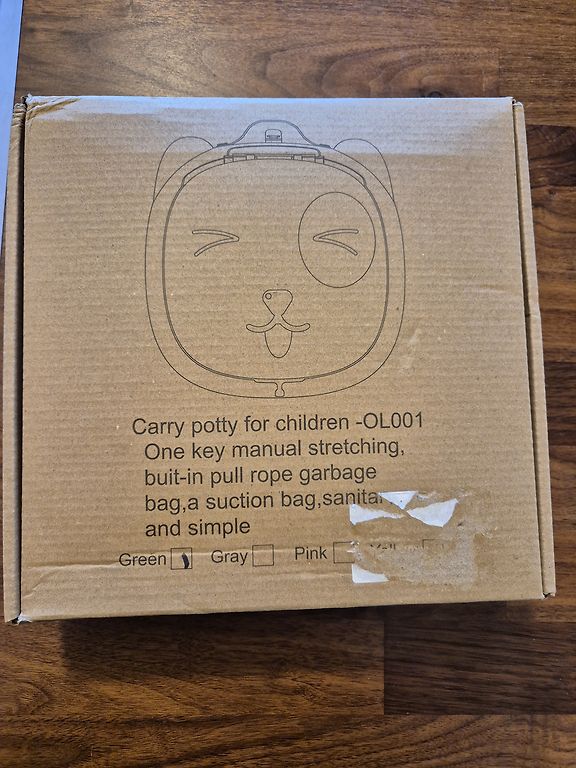 Carry potty for children -OL001
One key manual stretching,
buit-in pull rope garbage
bag,a suction bag,
and simple
Green Gray Pink